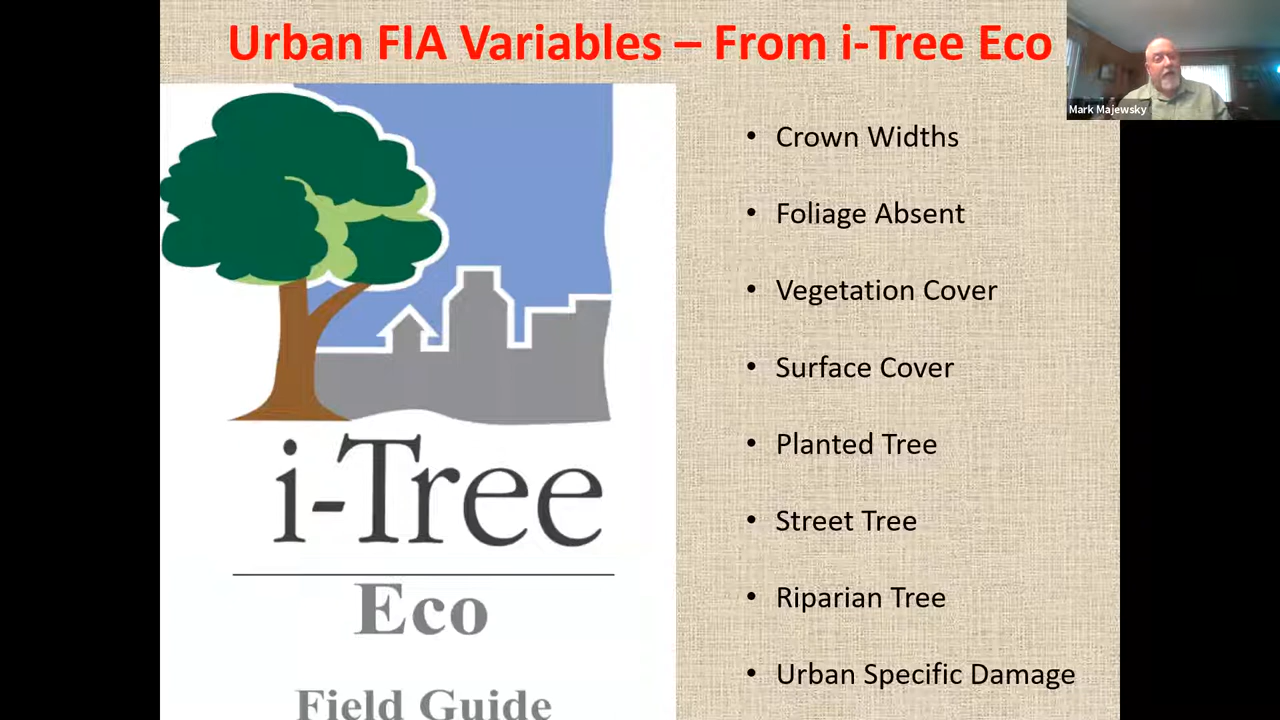 Urban FIA Variables – From i-Tree Eco
Mark Majewsky
• Crown Widths
• Foliage Absent
• Vegetation Cover
• Surface Cover
• Planted Tree
• Street Tree
• Riparian Tree
• Urban Specific Damage
i-Tree
Eco
Field Guide